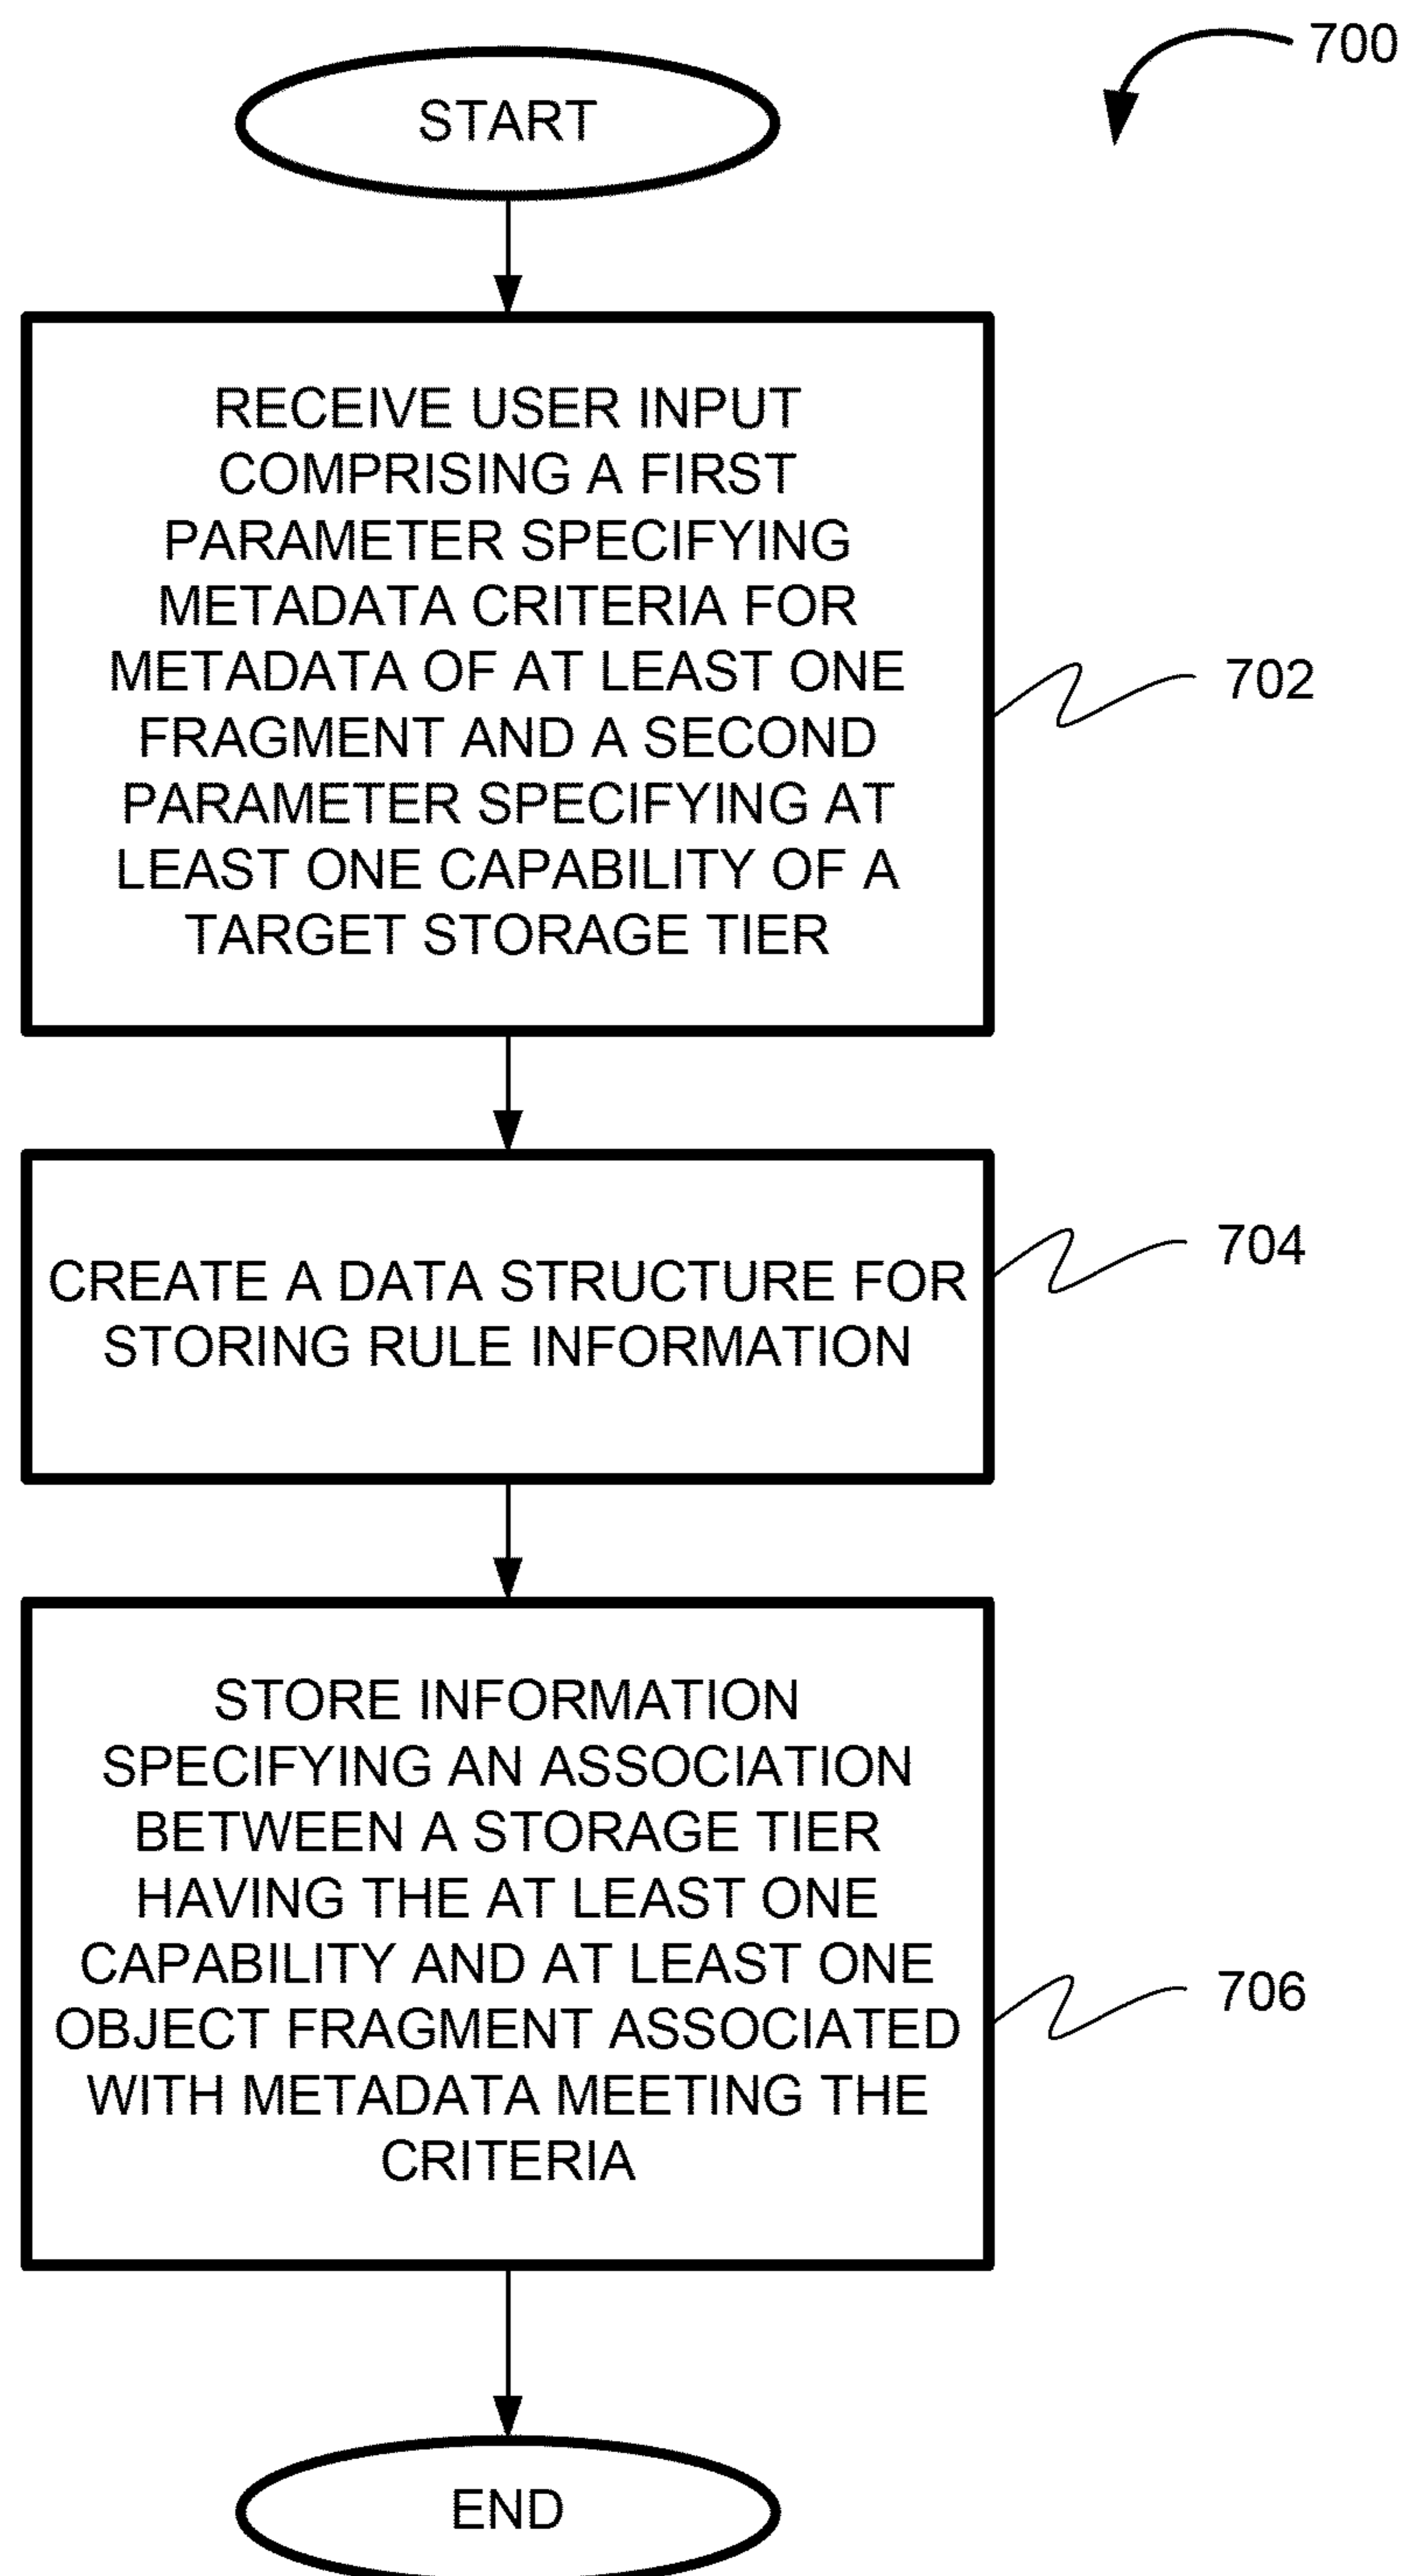 700
START
RECEIVE USER INPUT
COMPRISING A FIRST
PARAMETER SPECIFYING
METADATA CRITERIA FOR
METADATA OF AT LEAST ONE
FRAGMENT AND A SECOND
PARAMETER SPECIFYING AT
LEAST ONE CAPABILITY OF A
TARGET STORAGE TIER
702
CREATE A DATA STRUCTURE FOR
STORING RULE INFORMATION
704
STORE INFORMATION
SPECIFYING AN ASSOCIATION
BETWEEN A STORAGE TIER
HAVING THE AT LEAST ONE
CAPABILITY AND AT LEAST ONE
OBJECT FRAGMENT ASSOCIATED
WITH METADATA MEETING THE
CRITERIA
706
END